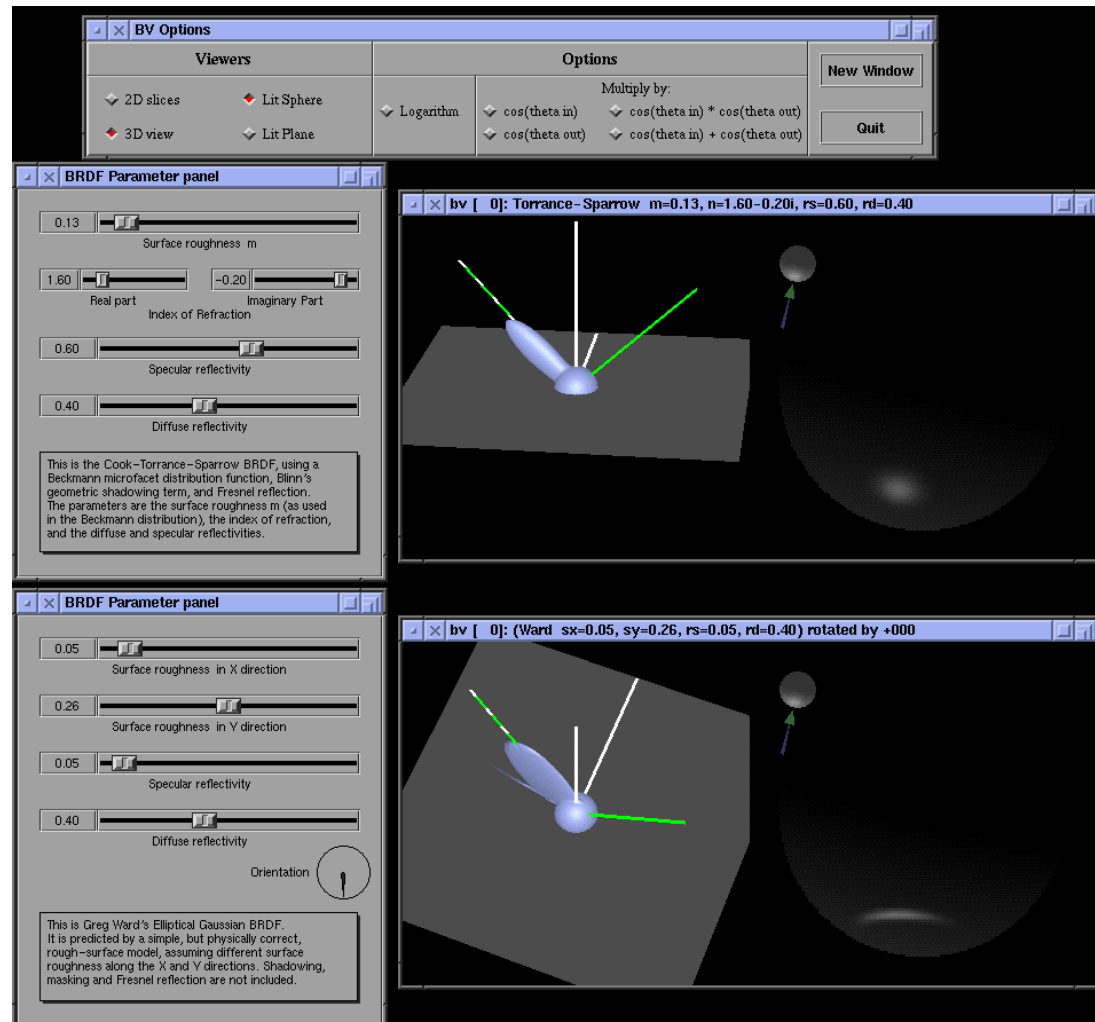 BV Options
Viewers
Options
New Window
Multiply by:
2D slices
Lit Sphere
Logarithm
cos(theta in)
cos(theta in) * cos(theta out)
3D view
Lit Plane
cos(theta out)
cos(theta in) + cos(theta out)
Quit
BRDF Parameter panel
0.13
Surface roughness m
1.60
-0.20
Real part
Imaginary Part
Index of Refraction
0.60
Specular reflectivity
0.40
Diffuse reflectivity
This is the Cook-Torrance-Sparrow BRDF, using a
Beckmann microfacet distribution function, Blinn's
geometric shadowing term, and Fresnel reflection.
The parameters are the surface roughness m (as used
in the Beckmann distribution), the index of refraction,
and the diffuse and specular reflectivities.
bv [ 0]: Torrance-Sparrow m=0.13, n=1.60-0.20i, rs=0.60, rd=0.40
BRDF Parameter panel
0.05
Surface roughness in X direction
0.26
Surface roughness in Y direction
0.05
Specular reflectivity
0.40
Diffuse reflectivity
Orientation
This is Greg Ward's Elliptical Gaussian BRDF.
It is predicted by a simple, but physically correct,
rough-surface model, assuming different surface
roughness along the X and Y directions. Shadowing,
masking and Fresnel reflection are not included.
bv [ 0]: (Ward sx=0.05, sy=0.26, rs=0.05, rd=0.40) rotated by +000